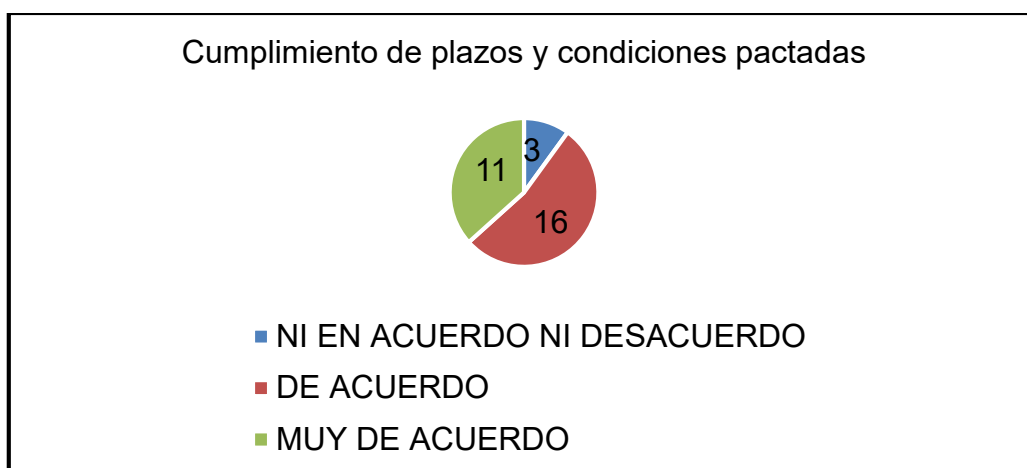 Cumplimiento de plazos y condiciones pactadas
3
11
16
NI EN ACUERDO NI DESACUERDO
DE ACUERDO
MUY DE ACUERDO